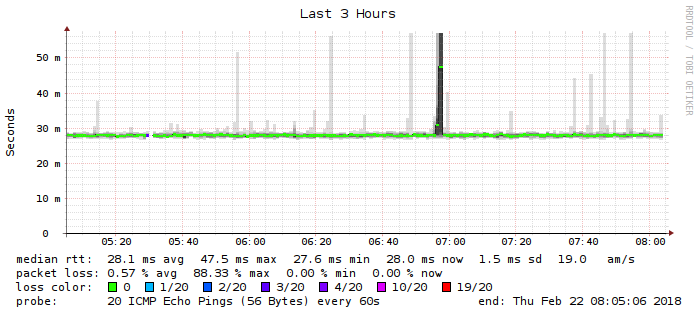 Last 3 Hours
RRDTOOL / TOBI OETIKER
Seconds
50 m
40 m
30 m
20 m
10 m
0
05:20 05:40 06:00 06:20 06:40 07:00 07:20 07:40 08:00
median rtt: 28.1 ms avg 47.5 ms max 27.6 ms min 28.0 ms now 1.5 ms sd 19.0 am/s
packet loss: 0.57 % avg 88.33 % max 0.00 % min 0.00 % now
loss color: 0 1/20 2/20 3/20 4/20 10/20 19/20
probe: 20 ICMP Echo Pings (56 Bytes) every 60s end: Thu Feb 22 08:05:06 2018